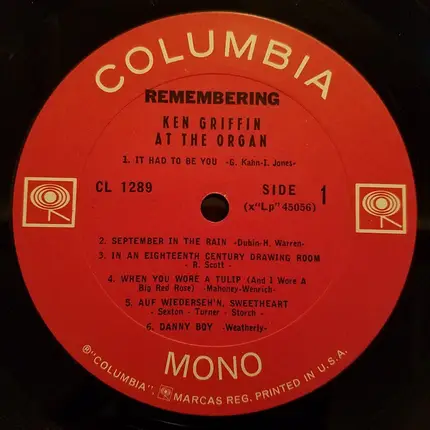 COLUMBIA
REMEMBERING
KEN GRIFFIN
AT THE ORGAN
1. IT HAD TO BE YOU -G. Kahn-I. Jones-
CL 1289
SIDE 1
(x"Lp" 45056)
2. SEPTEMBER IN THE RAIN -Dubin-H. Warren-
3. IN AN EIGHTEENTH CENTURY DRAWING ROOM
- R. Scott -
4. WHEN YOU WORE A TULIP (And I Wore A
Big Red Rose) -Mahoney-Wenrich-
5. AUF WIEDERSEH'N, SWEETHEART
- Sexton - Turner - Storch -
6. DANNY BOY -Weatherly-
MONO
®"COLUMBIA", MARCAS REG. PRINTED IN U.S.A.